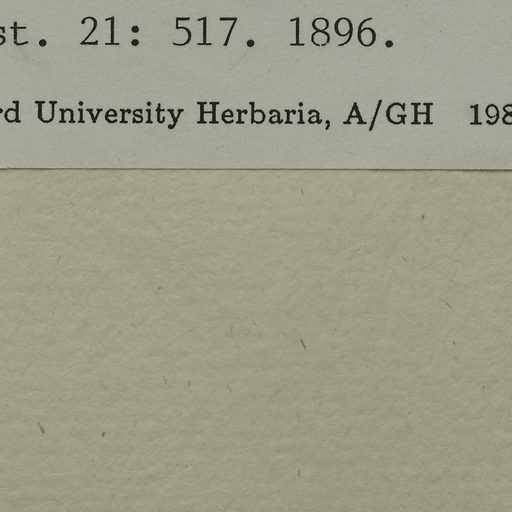 st. 21: 517. 1896.
rd University Herbaria, A/GH 198